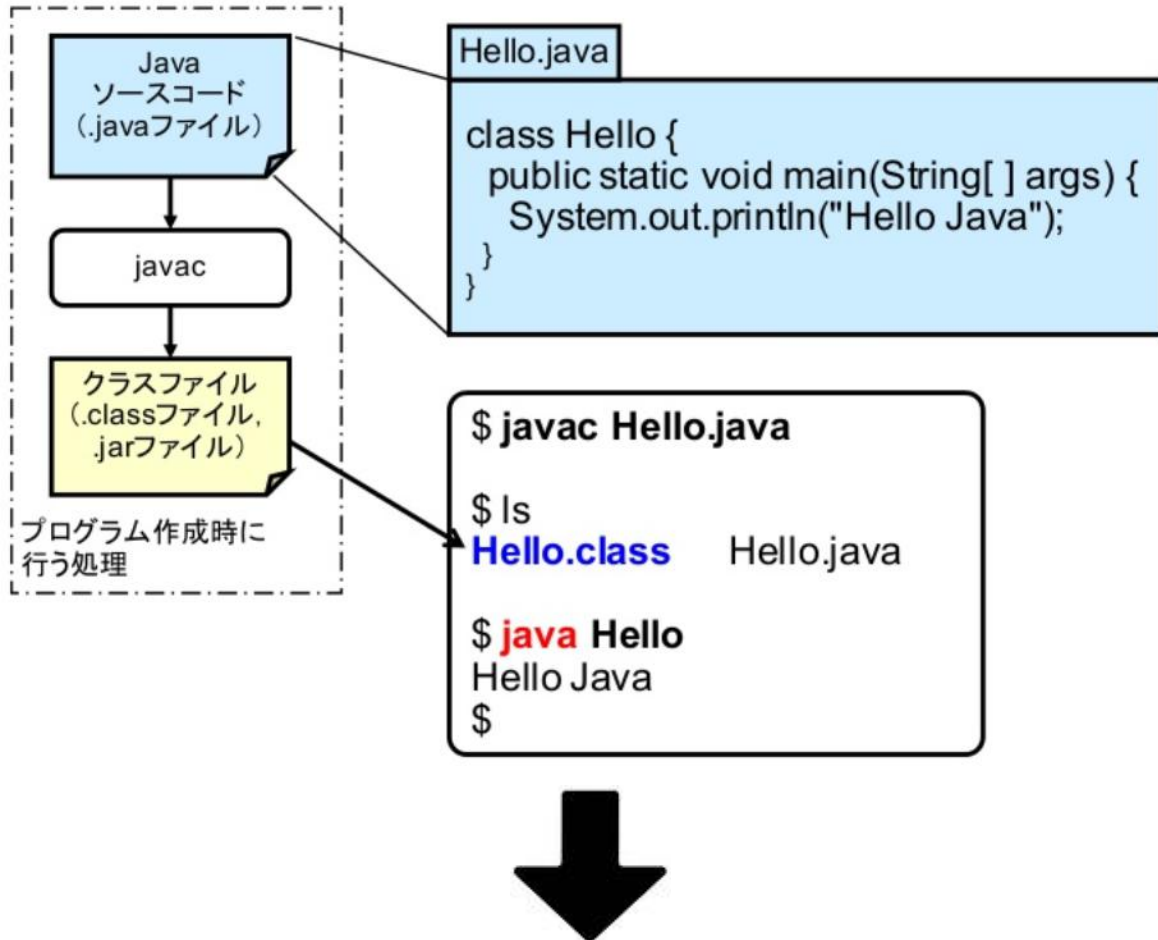 Java
ソースコード
（.javaファイル）
javac
クラスファイル
（.classファイル,
.jarファイル）
プログラム作成時に
行う処理
Hello.java
class Hello {
public static void main(String[ ] args) {
System.out.println("Hello Java");
}
}
$ javac Hello.java
$ ls
Hello.class Hello.java
$ java Hello
Hello Java
$